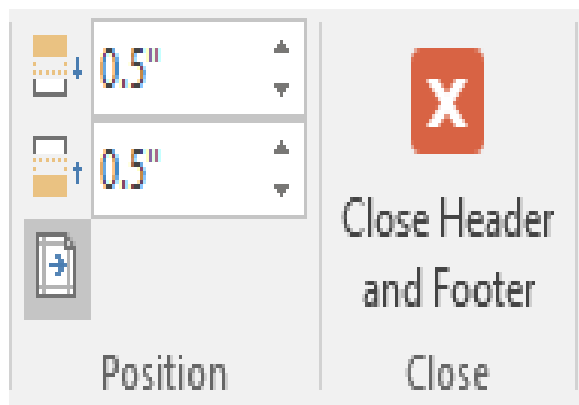 0.5"
0.5"
Position
X
Close Header
and Footer
Close